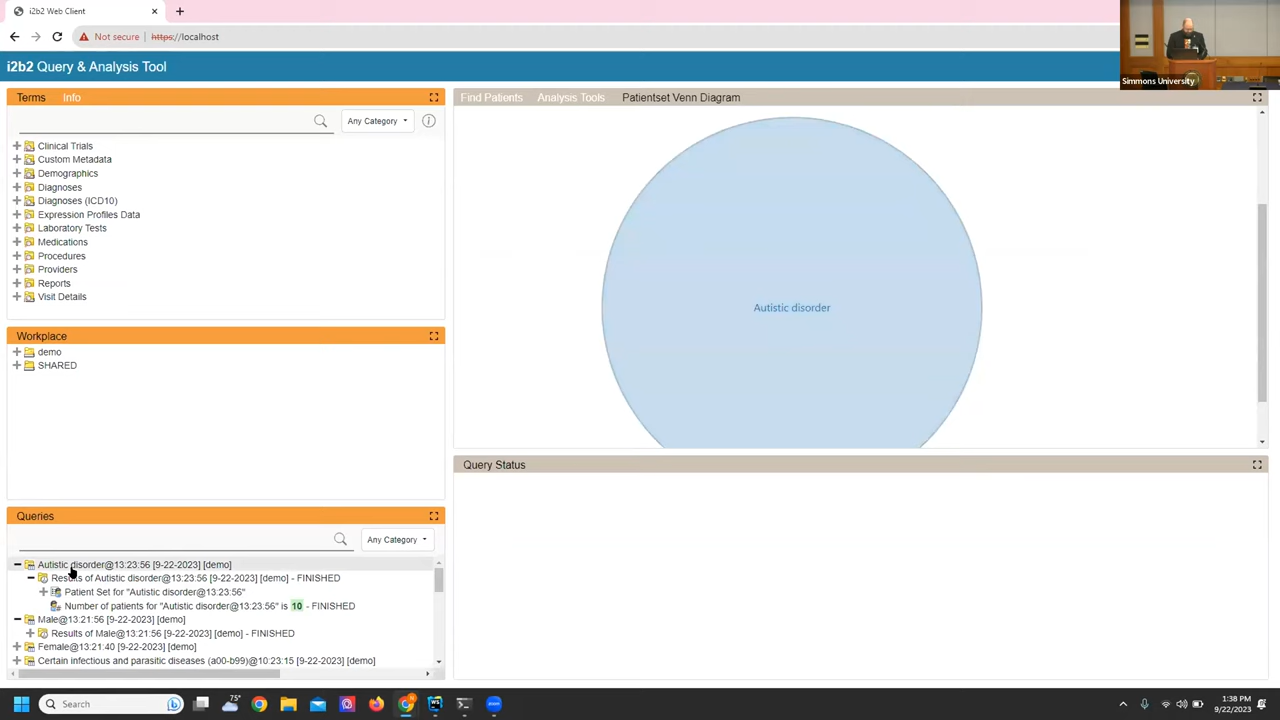 i2b2 Web Client
Not secure
https://localhost
Simmons University
i2b2 Query & Analysis Tool
Terms Info
Any Category
Clinical Trials
Custom Metadata
Demographics
Diagnoses
Diagnoses (ICD10)
Expression Profiles Data
Laboratory Tests
Medications
Procedures
Providers
Reports
Visit Details
Workplace
demo
SHARED
Queries
Any Category
Autistic disorder@13:23:56 [9-22-2023] [demo]
Results of Autistic disorder@13:23:56 [9-22-2023] [demo] - FINISHED
Patient Set for "Autistic disorder@13:23:56"
Number of patients for "Autistic disorder@13:23:56" is 10 - FINISHED
Male@13:21:56 [9-22-2023] [demo]
Results of Male@13:21:56 [9-22-2023] [demo] - FINISHED
Female@13:21:40 [9-22-2023] [demo]
Certain infectious and parasitic diseases (a00-b99)@10:23:15 [9-22-2023] [demo]
Find Patients Analysis Tools Patientset Venn Diagram
Autistic disorder
Query Status
Search
75°
1:38 PM
9/22/2023